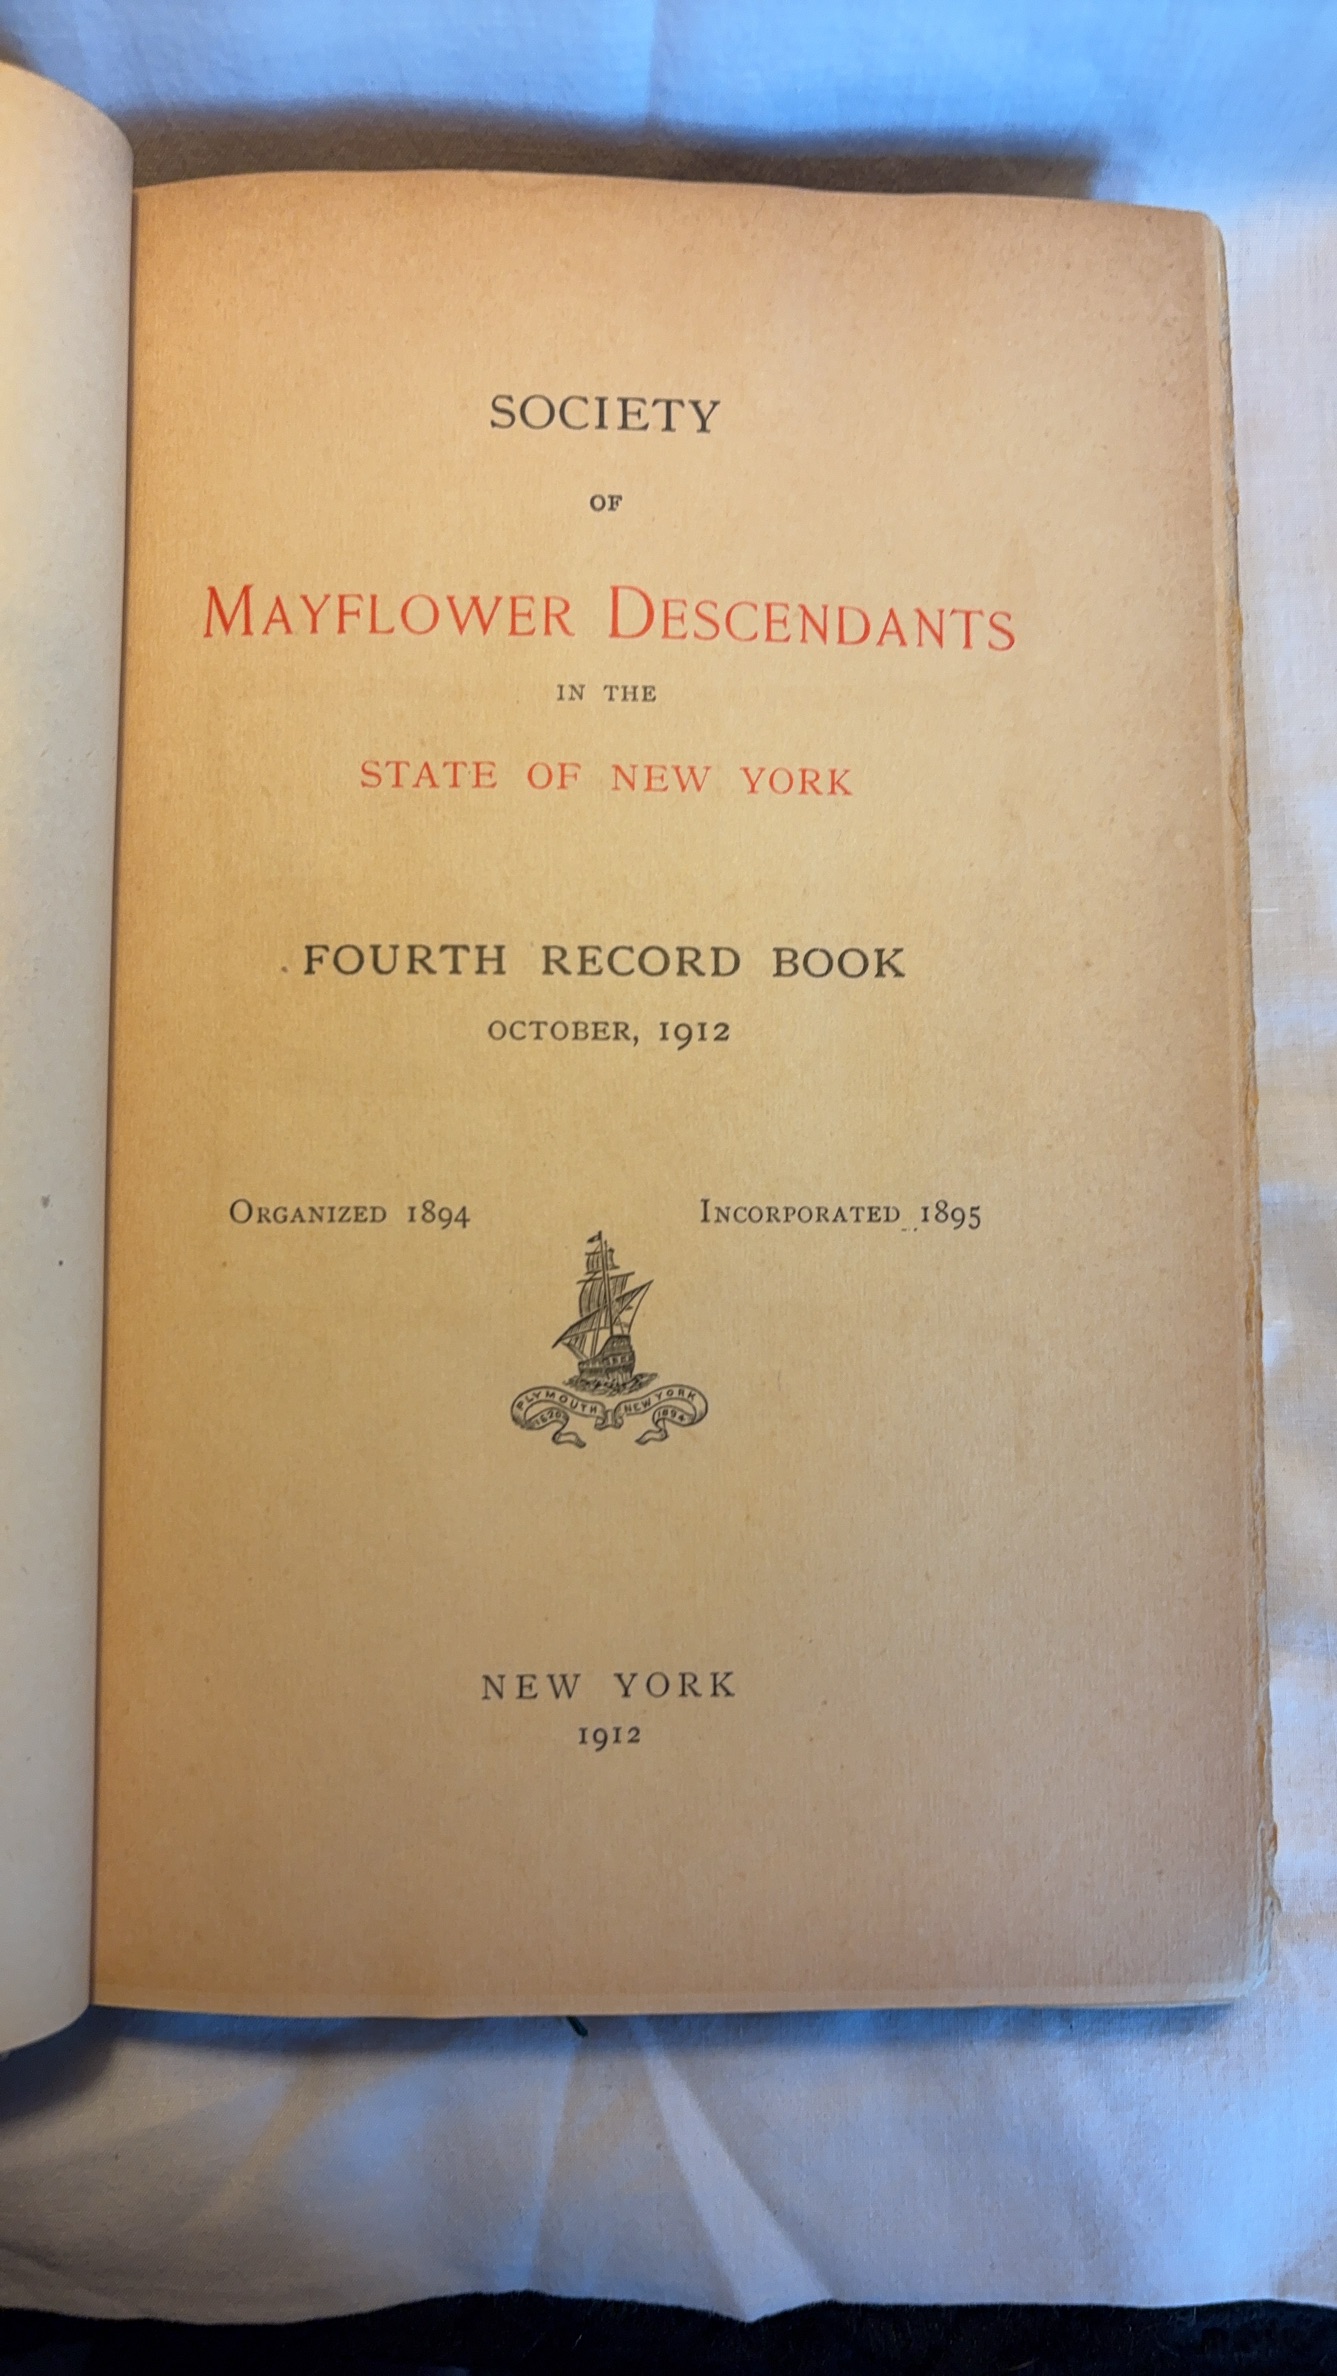 SOCIETY
OF
MAYFLOWER DESCENDANTS
IN THE
STATE OF NEW YORK
FOURTH RECORD BOOK
OCTOBER, 1912
ORGANIZED 1894 INCORPORATED 1895
PLYMOUTH NEW YORK
1620 1894
NEW YORK
1912